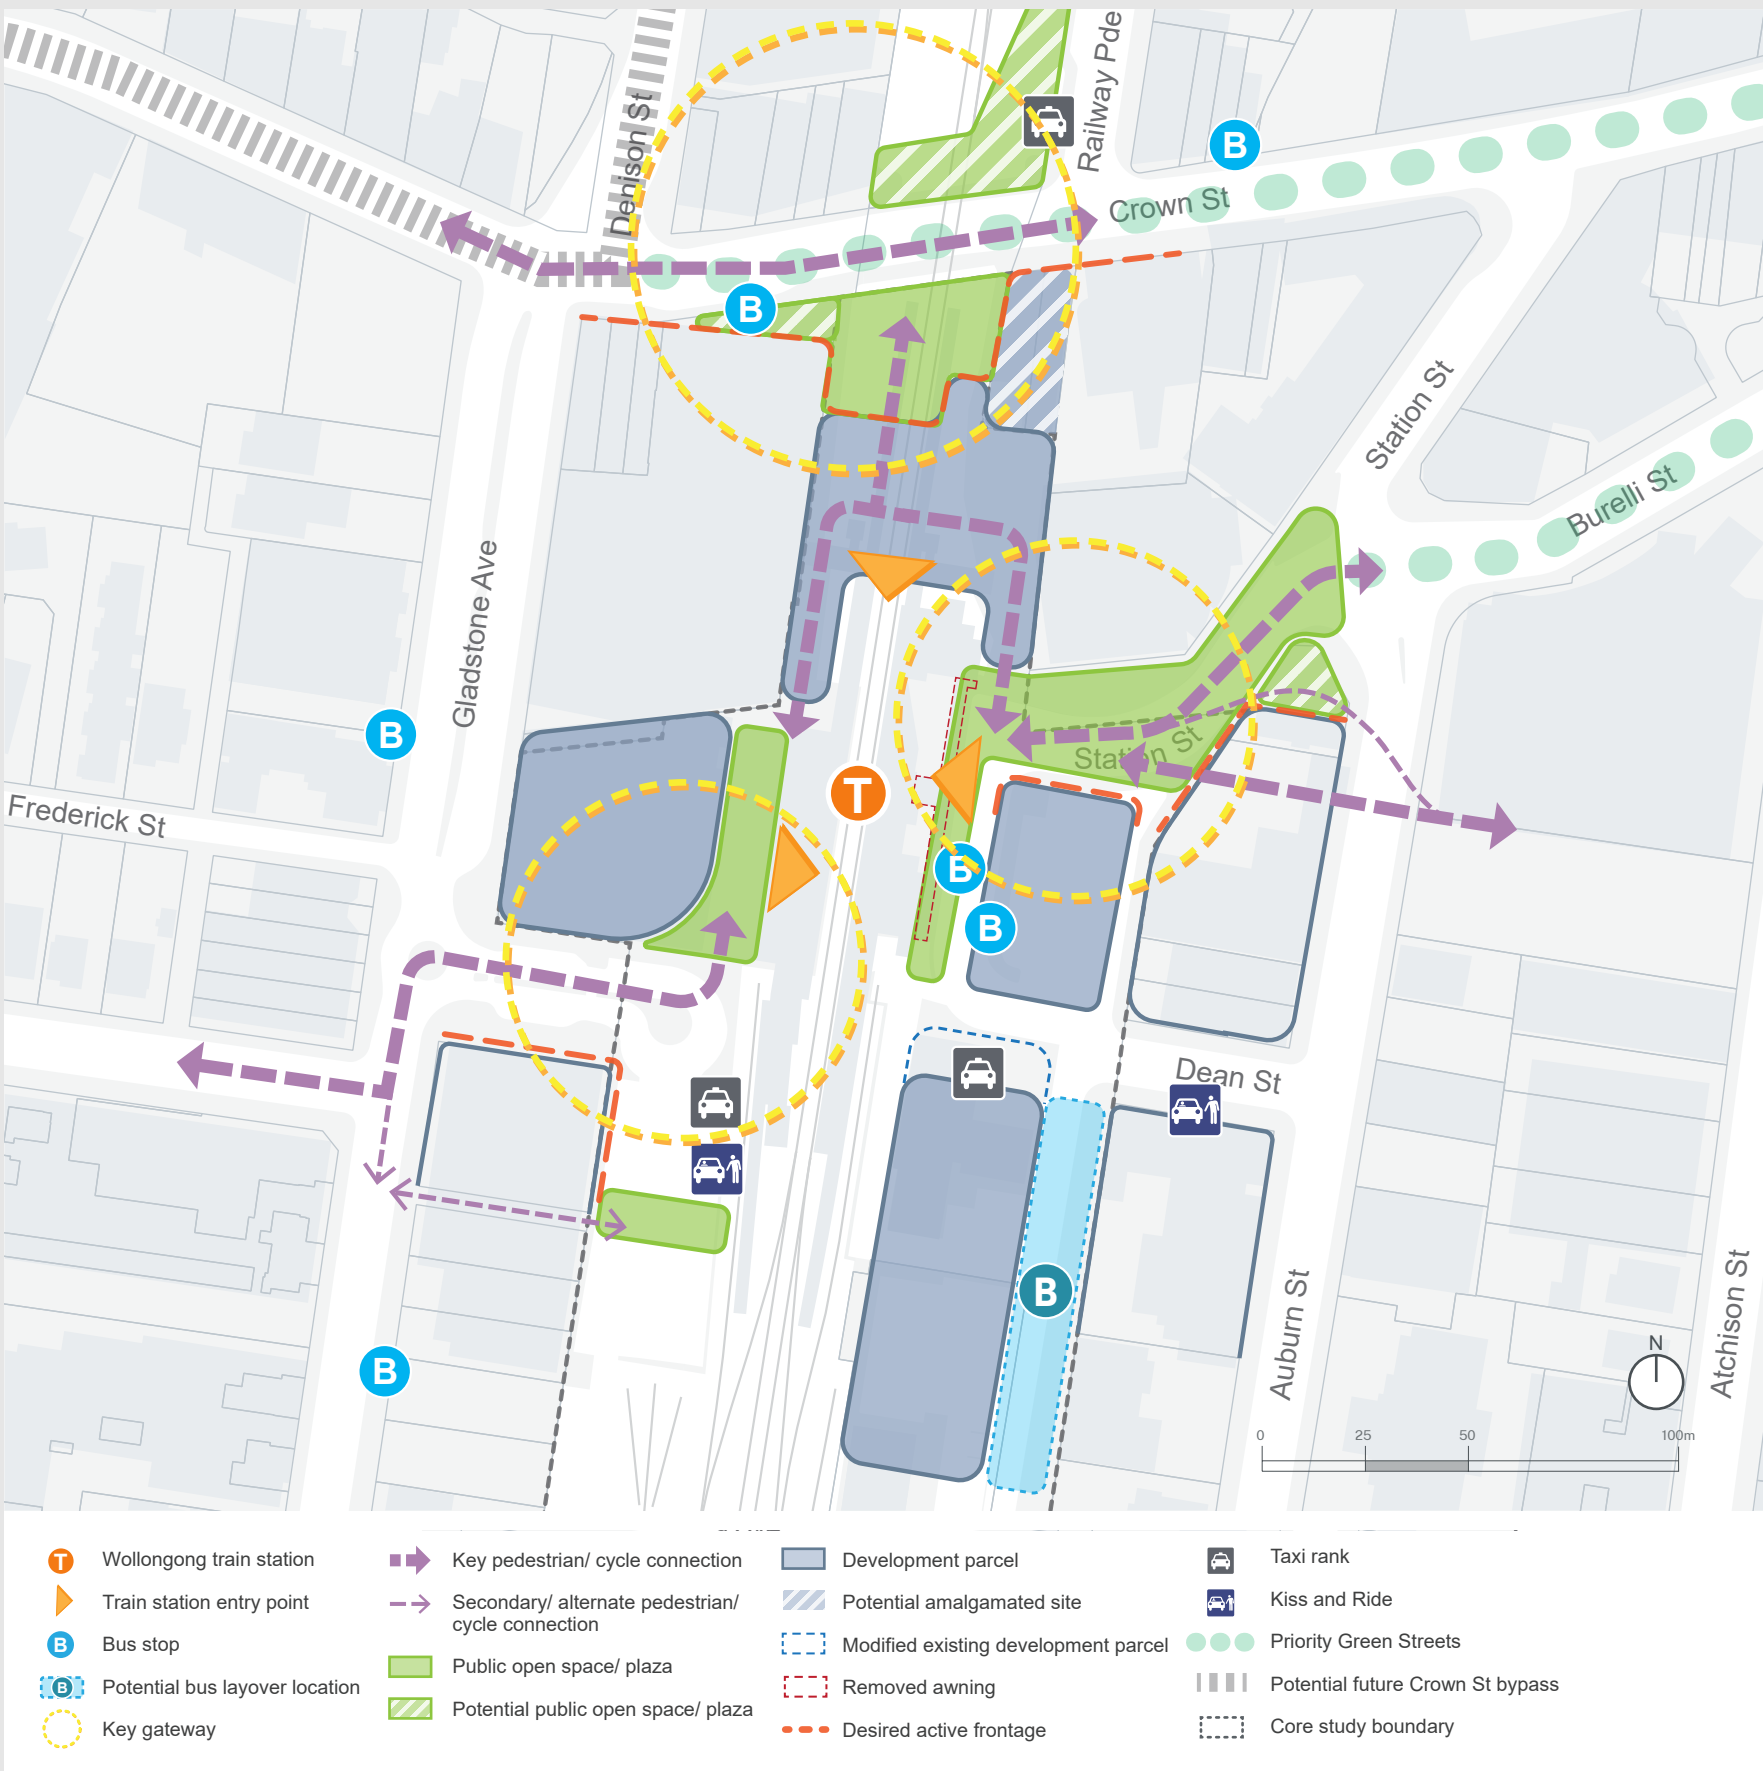 Railway Pde
Denison St
B
Crown St
B
Station St
Burelli St
Gladstone Ave
B
Station St
T
Frederick St
B
B
Dean St
B
Auburn St
Atchison St
N
B
0 25 50 100m
T Wollongong train station
Train station entry point
B Bus stop
B Potential bus layover location
Key gateway
Key pedestrian/ cycle connection
Secondary/ alternate pedestrian/
cycle connection
Public open space/ plaza
Potential public open space/ plaza
Development parcel
Potential amalgamated site
Modified existing development parcel
Removed awning
Desired active frontage
Taxi rank
Kiss and Ride
Priority Green Streets
Potential future Crown St bypass
Core study boundary